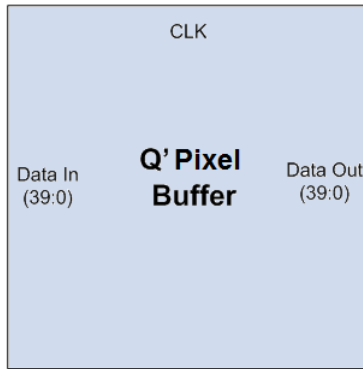 CLK
Q' Pixel
Buffer
Data In
(39:0)
Data Out
(39:0)